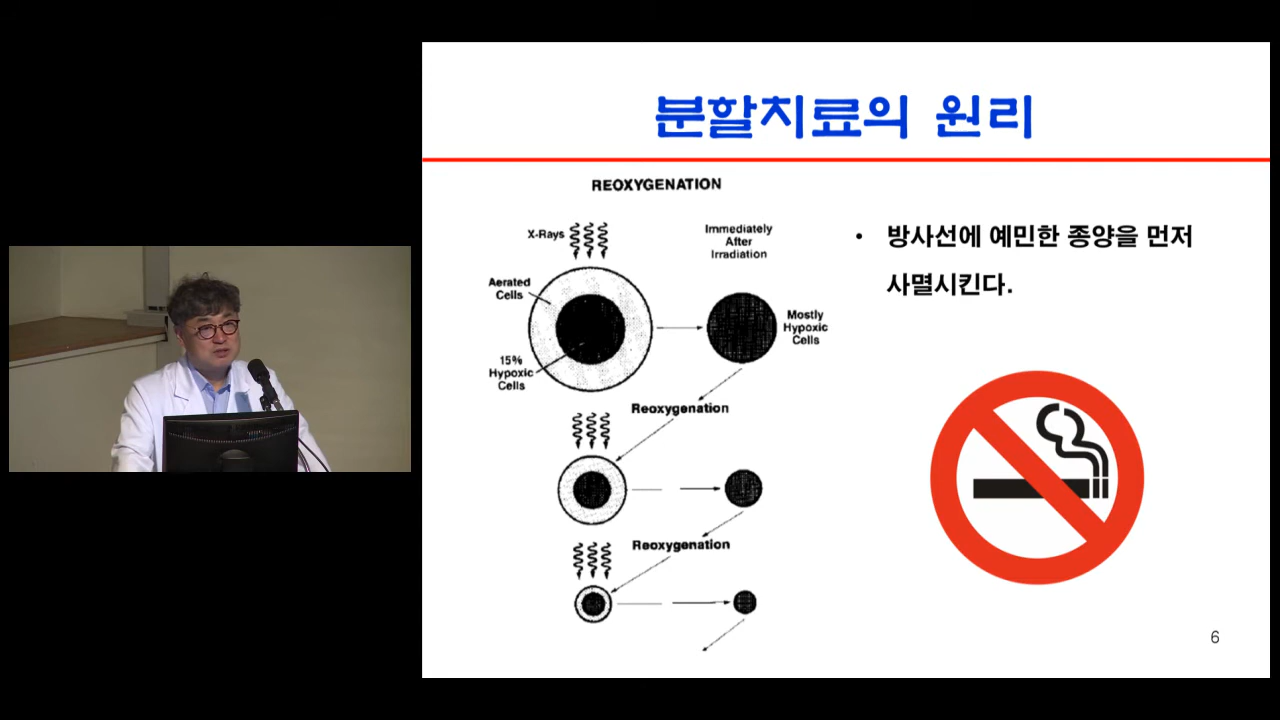 분할치료의 원리
REOXYGENATION
X-Rays
Immediately
After
Irradiation
Aerated
Cells
Mostly
Hypoxic
Cells
15%
Hypoxic
Cells
Reoxygenation
Reoxygenation
• 방사선에 예민한 종양을 먼저
사멸시킨다.
6